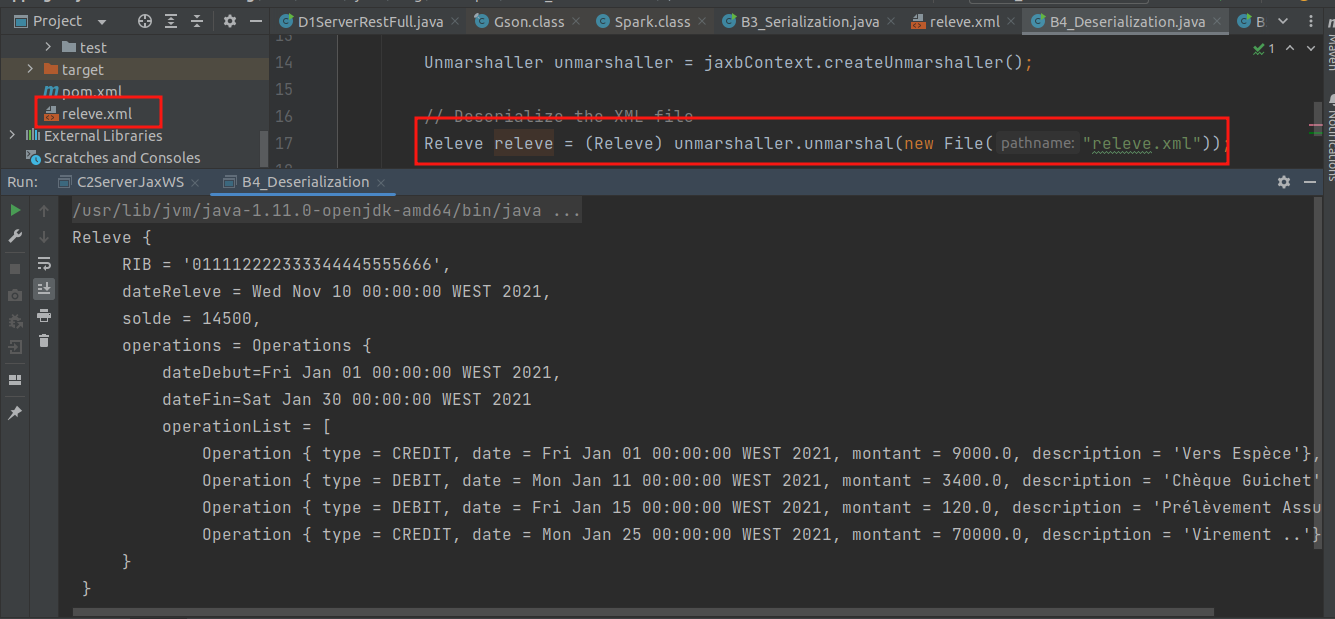 Project
D1ServerRestFull.java
Gson.class
Spark.class
B3_Serialization.java
releve.xml
B4_Deserialization.java
B
test
target
pom.xml
releve.xml
External Libraries
Scratches and Consoles
13
14 Unmarshaller unmarshaller = jaxbContext.createUnmarshaller();
15
16 // Deserialize the XML file
17 Releve releve = (Releve) unmarshaller.unmarshal(new File( pathname: "releve.xml"));
18
1
Maven
Notifications
Run: C2ServerJaxWS B4_Deserialization
/usr/lib/jvm/java-1.11.0-openjdk-amd64/bin/java ...
Releve {
RIB = '011112222333344445555666',
dateReleve = Wed Nov 10 00:00:00 WEST 2021,
solde = 14500,
operations = Operations {
dateDebut=Fri Jan 01 00:00:00 WEST 2021,
dateFin=Sat Jan 30 00:00:00 WEST 2021
operationList = [
Operation { type = CREDIT, date = Fri Jan 01 00:00:00 WEST 2021, montant = 9000.0, description = 'Vers Espèce'},
Operation { type = DEBIT, date = Mon Jan 11 00:00:00 WEST 2021, montant = 3400.0, description = 'Chèque Guichet'
Operation { type = DEBIT, date = Fri Jan 15 00:00:00 WEST 2021, montant = 120.0, description = 'Prélèvement Assu
Operation { type = CREDIT, date = Mon Jan 25 00:00:00 WEST 2021, montant = 70000.0, description = 'Virement ..'}
}
}